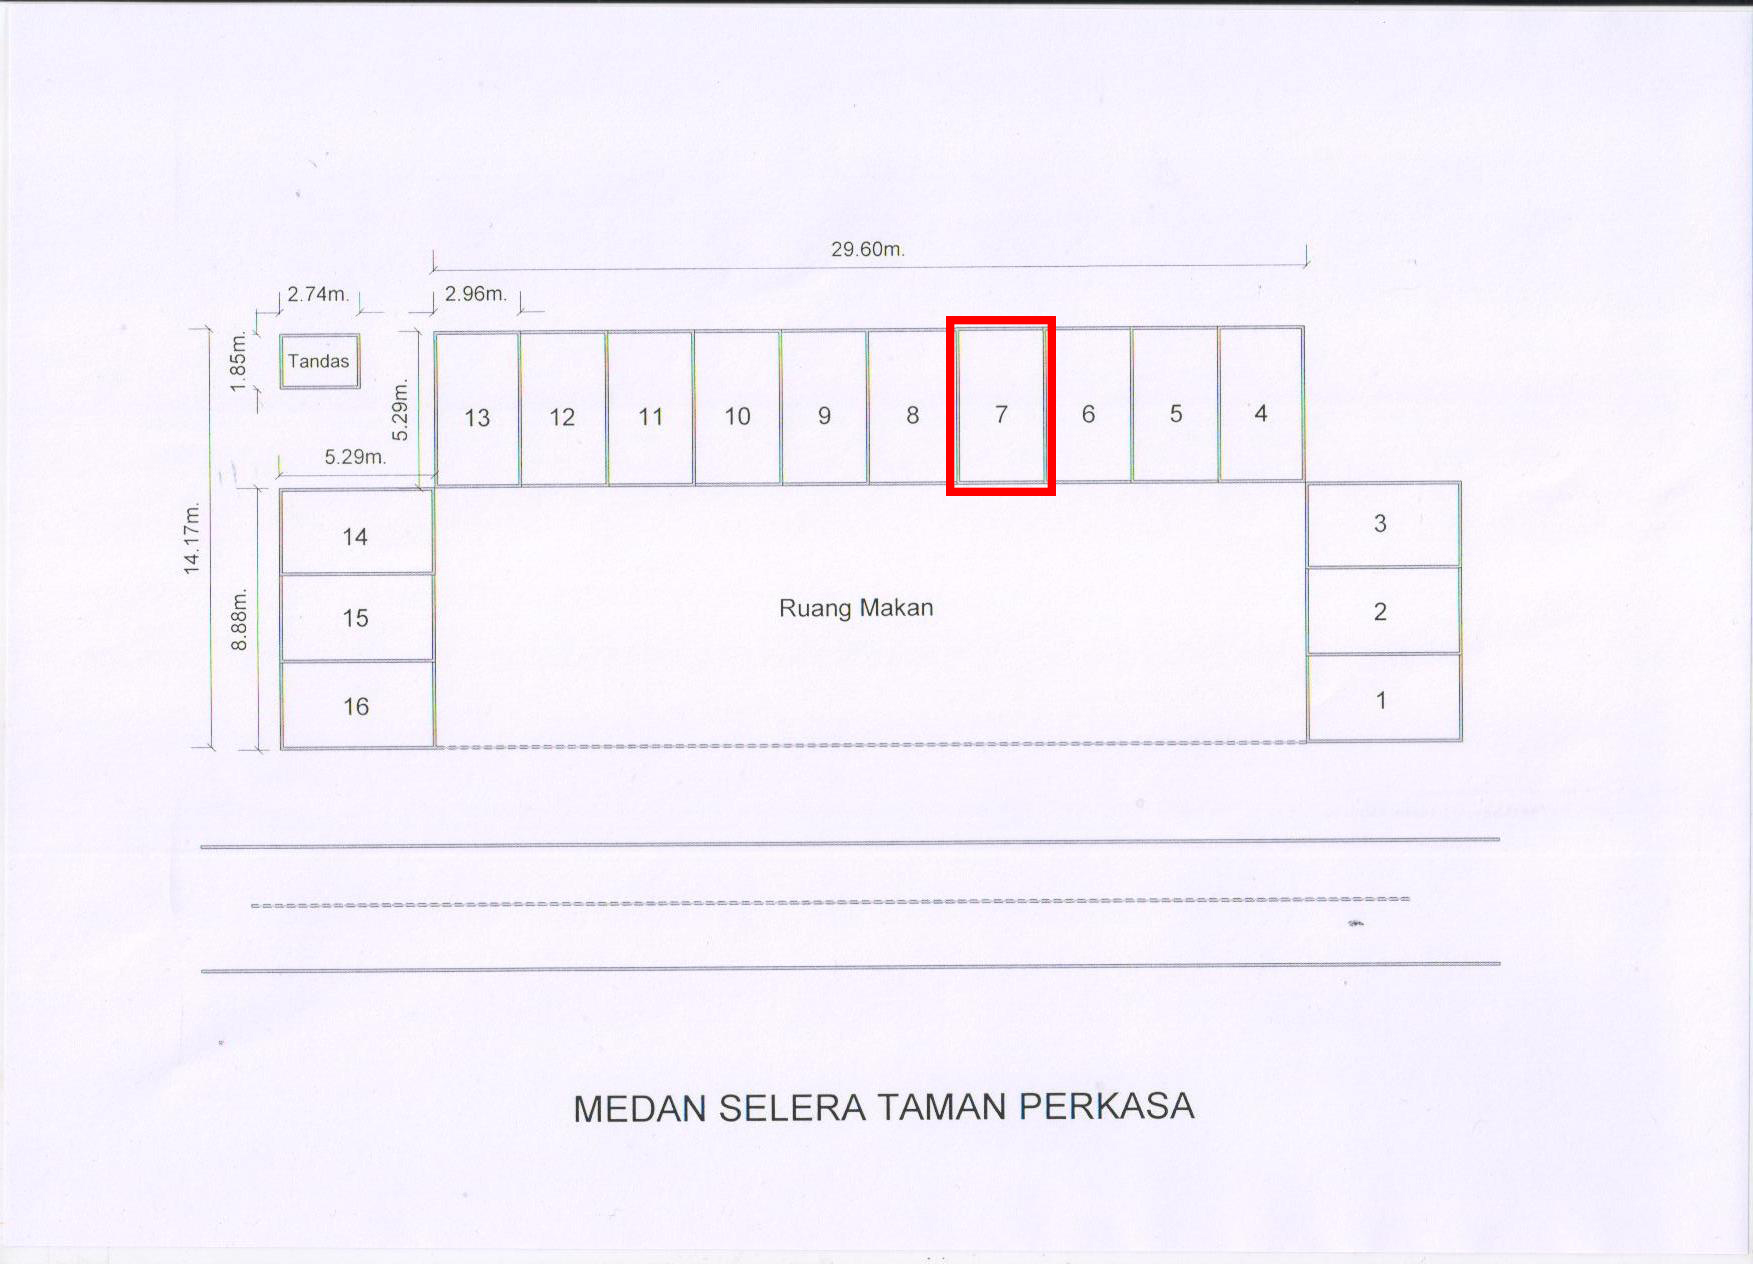 29.60m.
2.74m.
2.96m.
1.85m.
Tandas
5.29m.
13 12 11 10 9 8 7 6 5 4
5.29m.
14.17m.
8.88m.
14
15
16
Ruang Makan
3
2
1
MEDAN SELERA TAMAN PERKASA